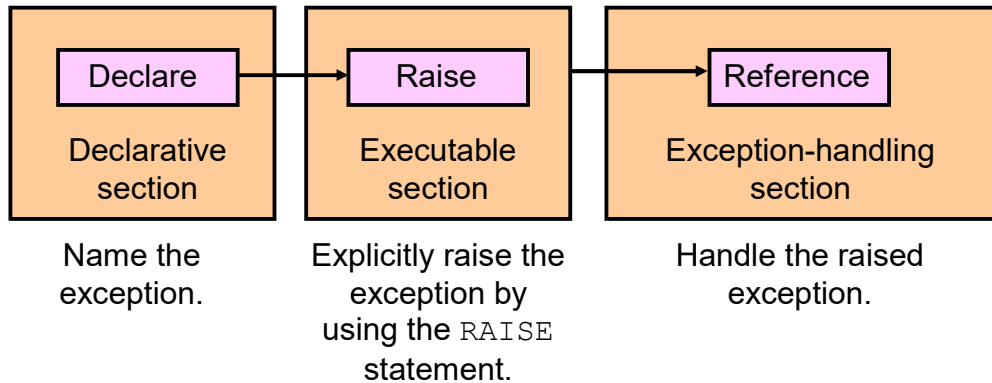 Declare
Declarative
section
Name the
exception.
Raise
Executable
section
Explicitly raise the
exception by
using the RAISE
statement.
Reference
Exception-handling
section
Handle the raised
exception.